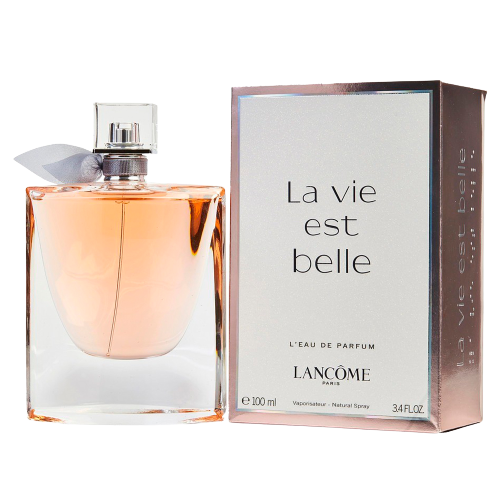 La vie
est
belle
L'EAU DE PARFUM
LANCÔME
PARIS
e 100 ml
Vaporisateur - Natural Spray
3.4 FL.OZ.
La vie est belle